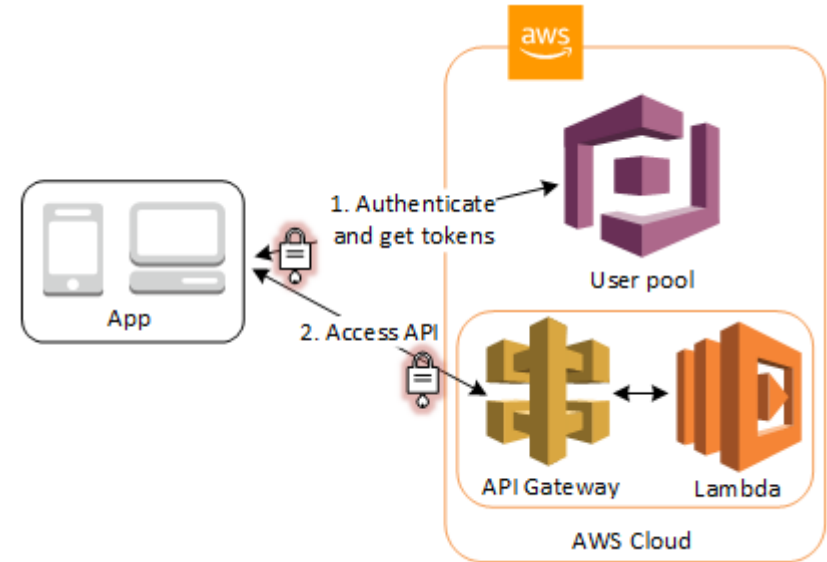 aws
1. Authenticate
and get tokens
User pool
App
2. Access API
API Gateway
Lambda
AWS Cloud